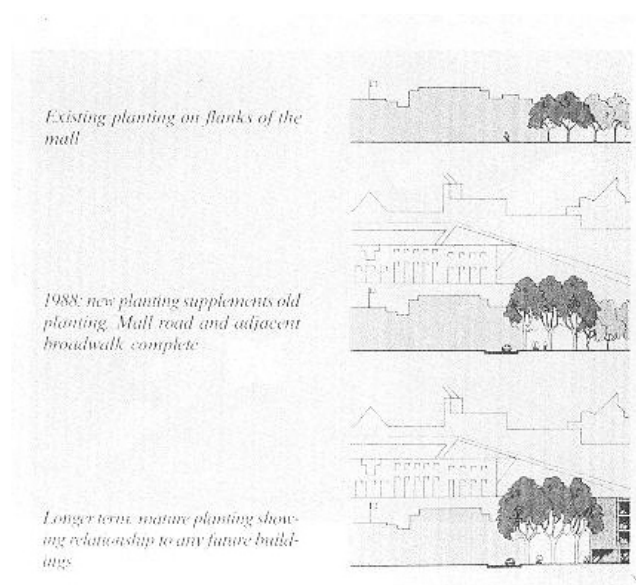 Existing planting on flanks of the
mall
1988: new planting supplements old
planting. Mall road and adjacent
broadwalk complete
Longer term: mature planting show-
ing relationship to any future build-
ings